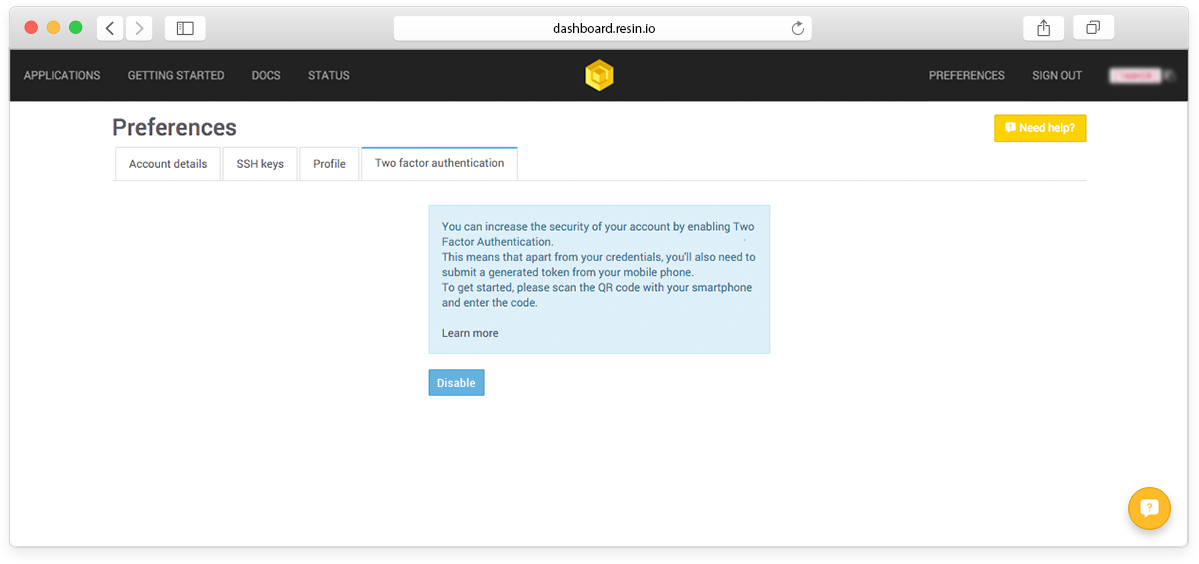 dashboard.resin.io
APPLICATIONS GETTING STARTED DOCS STATUS PREFERENCES SIGN OUT
Preferences
Need help?
Account details SSH keys Profile Two factor authentication
You can increase the security of your account by enabling Two
Factor Authentication.
This means that apart from your credentials, you'll also need to
submit a generated token from your mobile phone.
To get started, please scan the QR code with your smartphone
and enter the code.
Learn more
Disable